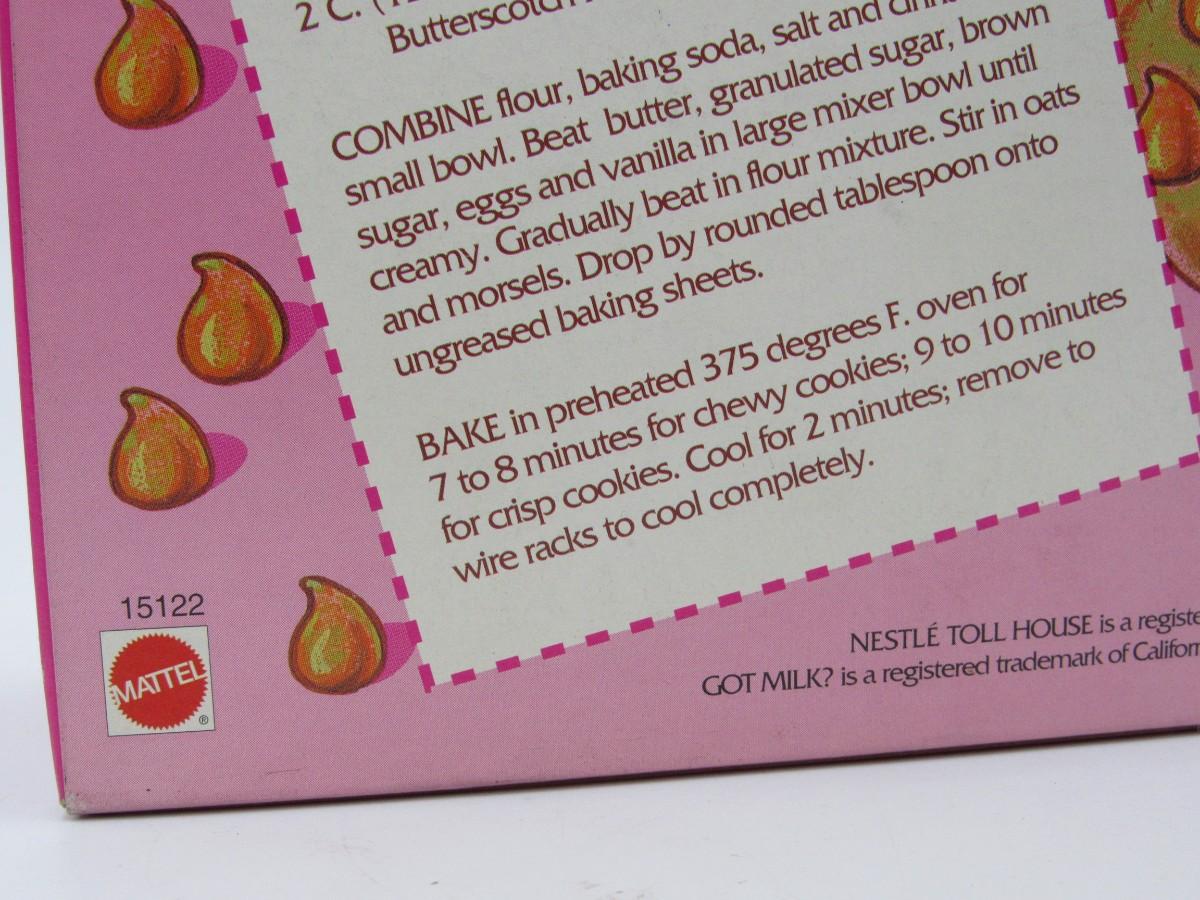 2 C.
COMBINE flour, baking soda, salt and
small bowl. Beat butter, granulated sugar, brown
sugar, eggs and vanilla in large mixer bowl until
creamy. Gradually beat in flour mixture. Stir in oats
and morsels. Drop by rounded tablespoon onto
ungreased baking sheets.
BAKE in preheated 375 degrees F. oven for
7 to 8 minutes for chewy cookies; 9 to 10 minutes
for crisp cookies. Cool for 2 minutes; remove to
wire racks to cool completely.
15122
MATTEL
®
NESTLÉ TOLL HOUSE is a registe
GOT MILK? is a registered trademark of Califor